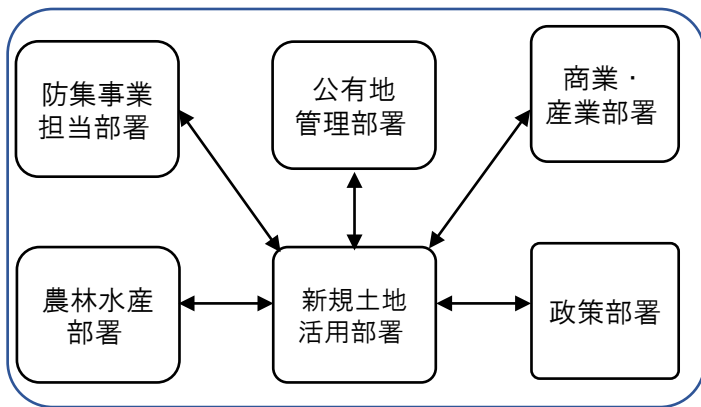 防集事業
担当部署
公有地
管理部署
商業・
産業部署
農林水産
部署
新規土地
活用部署
政策部署